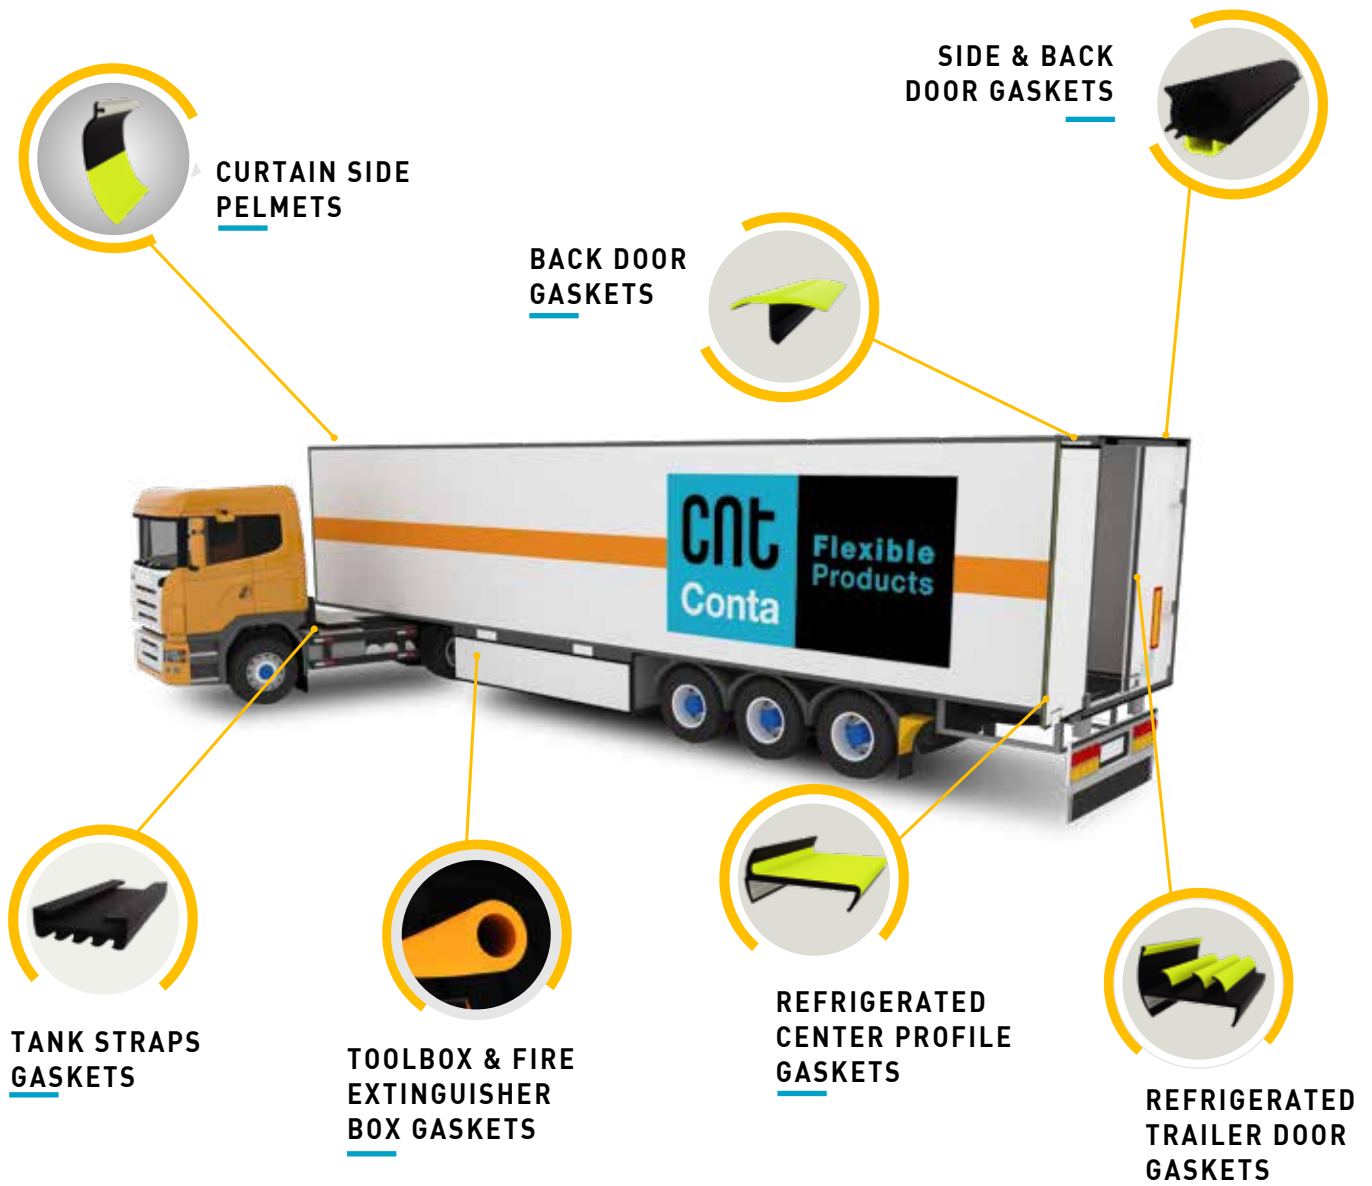 SIDE & BACK
DOOR GASKETS
CURTAIN SIDE
PELMETS
BACK DOOR
GASKETS
cnt
Conta
Flexible
Products
TANK STRAPS
GASKETS
TOOLBOX & FIRE
EXTINGUISHER
BOX GASKETS
REFRIGERATED
CENTER PROFILE
GASKETS
REFRIGERATED
TRAILER DOOR
GASKETS